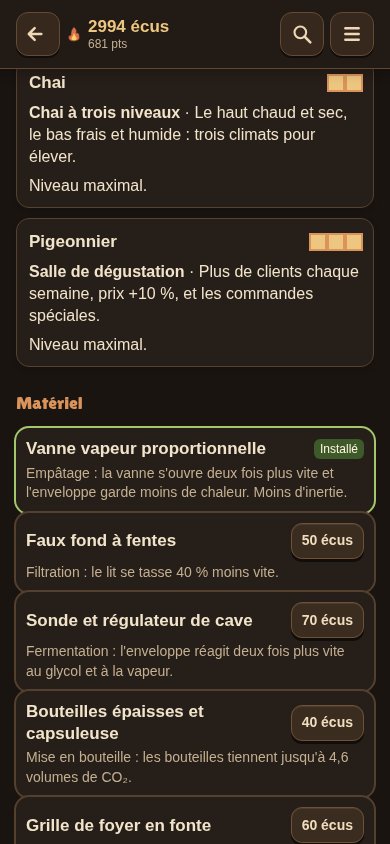 2994 écus
681 pts
Chai
Chai à trois niveaux · Le haut chaud et sec,
le bas frais et humide : trois climats pour
élever.
Niveau maximal.
Pigeonnier
Salle de dégustation · Plus de clients chaque
semaine, prix +10 %, et les commandes
spéciales.
Niveau maximal.
Matériel
Vanne vapeur proportionnelle
Installé
Empâtage : la vanne s'ouvre deux fois plus vite et
l'enveloppe garde moins de chaleur. Moins d'inertie.
Faux fond à fentes
50 écus
Filtration : le lit se tasse 40 % moins vite.
Sonde et régulateur de cave
70 écus
Fermentation : l'enveloppe réagit deux fois plus vite
au glycol et à la vapeur.
Bouteilles épaisses et
capsuleuse
40 écus
Mise en bouteille : les bouteilles tiennent jusqu'à 4,6
volumes de CO₂.
Grille de foyer en fonte
60 écus